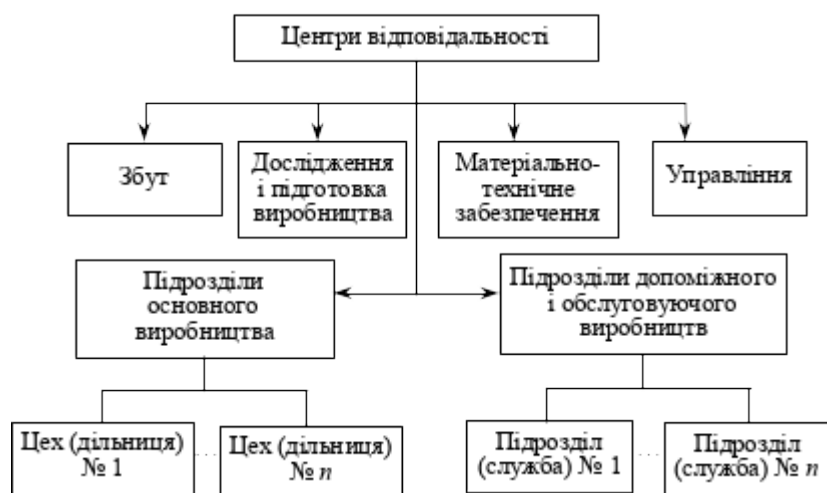 Центри відповідальності
Збут
Дослідження
і підготовка
виробництва
Матеріально-
технічне
забезпечення
Управління
Підрозділи
основного
виробництва
Підрозділи допоміжного
і обслуговуючого
виробництв
Цех (дільниця)
№ 1
Цех (дільниця)
№ n
Підрозділ
(служба) № 1
Підрозділ
(служба) № n